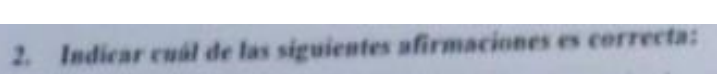 2. Indicar cuál de las siguientes afirmaciones es correcta: